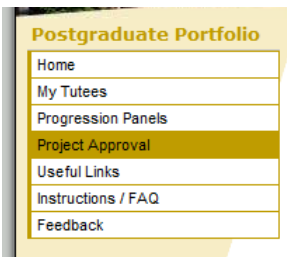 Postgraduate Portfolio
Home
My Tutees
Progression Panels
Project Approval
Useful Links
Instructions / FAQ
Feedback